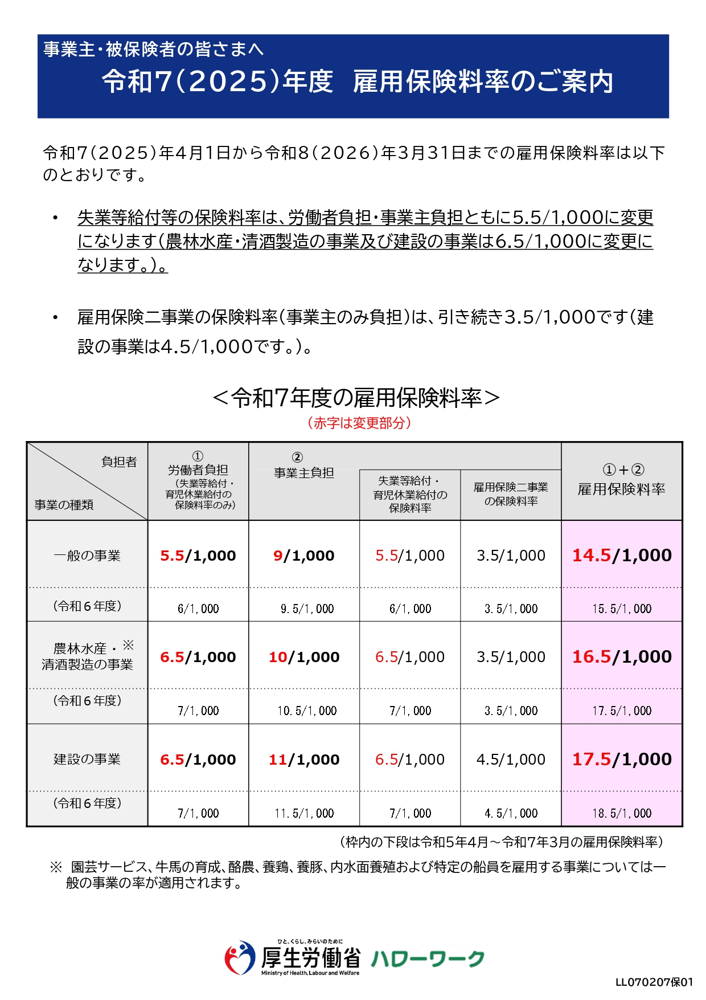 事業主・被保険者の皆さまへ
令和7(2025)年度 雇用保険料率のご案内
令和7(2025)年4月1日から令和8(2026)年3月31日までの雇用保険料率は以下
のとおりです。
・ 失業等給付等の保険料率は、労働者負担・事業主負担ともに5.5/1,000に変更
になります(農林水産・清酒製造の事業及び建設の事業は6.5/1,000に変更に
なります。)。
・ 雇用保険二事業の保険料率(事業主のみ負担)は、引き続き3.5/1,000です(建
設の事業は4.5/1,000です。)。
＜令和7年度の雇用保険料率＞
(赤字は変更部分)
負担者
事業の種類
①
労働者負担
(失業等給付・
育児休業給付の
保険料率のみ)
②
事業主負担
失業等給付・
育児休業給付の
保険料率
雇用保険二事業
の保険料率
①＋②
雇用保険料率
一般の事業 5.5/1,000 9/1,000 5.5/1,000 3.5/1,000 14.5/1,000
(令和６年度) 6/1,000 9.5/1,000 6/1,000 3.5/1,000 15.5/1,000
農林水産・※
清酒製造の事業 6.5/1,000 10/1,000 6.5/1,000 3.5/1,000 16.5/1,000
(令和６年度) 7/1,000 10.5/1,000 7/1,000 3.5/1,000 17.5/1,000
建設の事業 6.5/1,000 11/1,000 6.5/1,000 4.5/1,000 17.5/1,000
(令和６年度) 7/1,000 11.5/1,000 7/1,000 4.5/1,000 18.5/1,000
(枠内の下段は令和5年4月～令和7年3月の雇用保険料率)
※ 園芸サービス、牛馬の育成、酪農、養鶏、養豚、内水面養殖および特定の船員を雇用する事業については一
般の事業の率が適用されます。
ひと、くらし、みらいのために
厚生労働省 ハローワーク
Ministry of Health, Labour and Welfare
LL070207保01